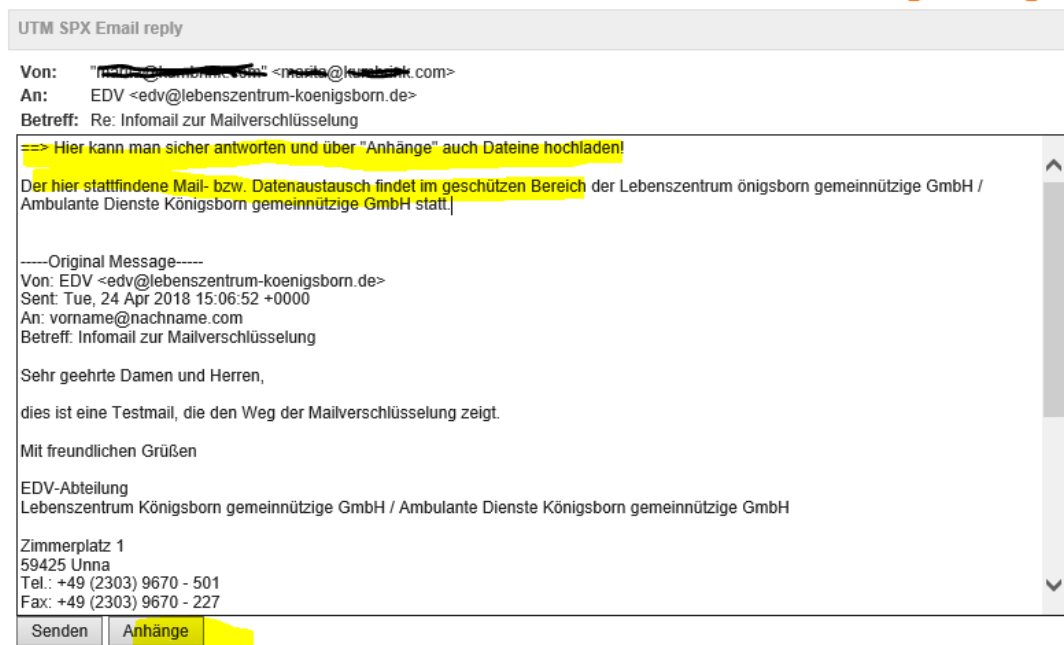 UTM SPX Email reply
Von: <
.com>
An: EDV <edv@lebenszentrum-koenigsborn.de>
Betreff: Re: Infomail zur Mailverschlüsselung
==> Hier kann man sicher antworten und über "Anhänge" auch Dateine hochladen!
Der hier stattfindene Mail- bzw. Datenaustausch findet im geschützen Bereich der Lebenszentrum önigsborn gemeinnützige GmbH /
Ambulante Dienste Königsborn gemeinnützige GmbH statt.
-----Original Message-----
Von: EDV <edv@lebenszentrum-koenigsborn.de>
Sent: Tue, 24 Apr 2018 15:06:52 +0000
An: vorname@nachname.com
Betreff: Infomail zur Mailverschlüsselung
Sehr geehrte Damen und Herren,
dies ist eine Testmail, die den Weg der Mailverschlüsselung zeigt.
Mit freundlichen Grüßen
EDV-Abteilung
Lebenszentrum Königsborn gemeinnützige GmbH / Ambulante Dienste Königsborn gemeinnützige GmbH
Zimmerplatz 1
59425 Unna
Tel.: +49 (2303) 9670 - 501
Fax: +49 (2303) 9670 - 227
Senden Anhänge